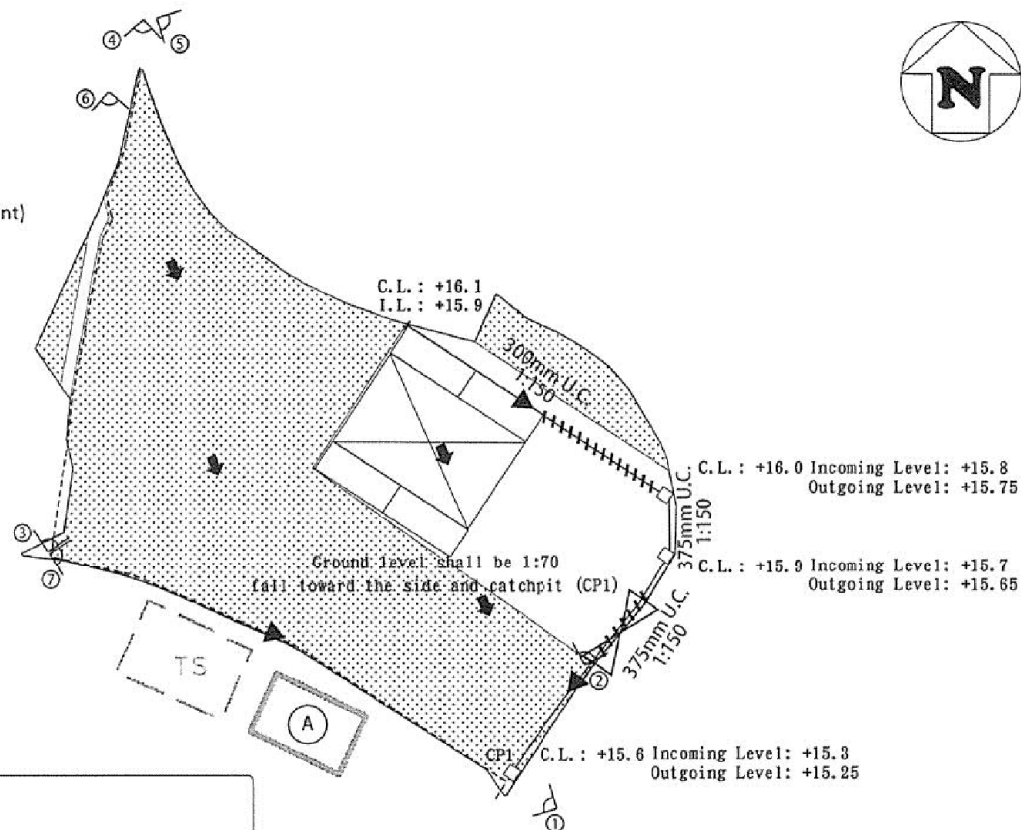 ④
⑤
N
⑥
nt)
C.L.: +16.1
I.L.: +15.9
300mm U.C.
1:150
C.L.: +16.0 Incoming Level: +15.8
Outgoing Level: +15.75
375mm U.C.
1:150
③
⑦
Ground level shall be 1:70
fall toward the side and catchpit (CP1)
C.L.: +15.9 Incoming Level: +15.7
Outgoing Level: +15.65
375mm U.C.
1:150
②
TS
A
CP1
C.L.: +15.6 Incoming Level: +15.3
Outgoing Level: +15.25
①